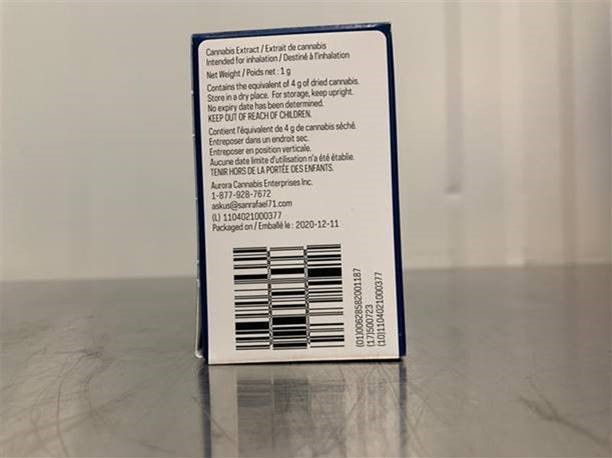 Cannabis Extract / Extrait de cannabis
Intended for inhalation / Destiné à l'inhalation
Net Weight / Poids net : 1 g
Contains the equivalent of 4 g of dried cannabis.
Store in a dry place. For storage, keep upright.
No expiry date has been determined.
KEEP OUT OF REACH OF CHILDREN.
Contient l'équivalent de 4 g de cannabis séché.
Entreposer dans un endroit sec.
Entreposer en position verticale.
Aucune date limite d'utilisation n'a été établie.
TENIR HORS DE LA PORTÉE DES ENFANTS.
Aurora Cannabis Enterprises Inc.
1-877-928-7672
askus@sanrafael71.com
(L) 1104021000377
Packaged on / Emballé le : 2020-12-11
(01)00628582001187
(17)500723
(10)1104021000377